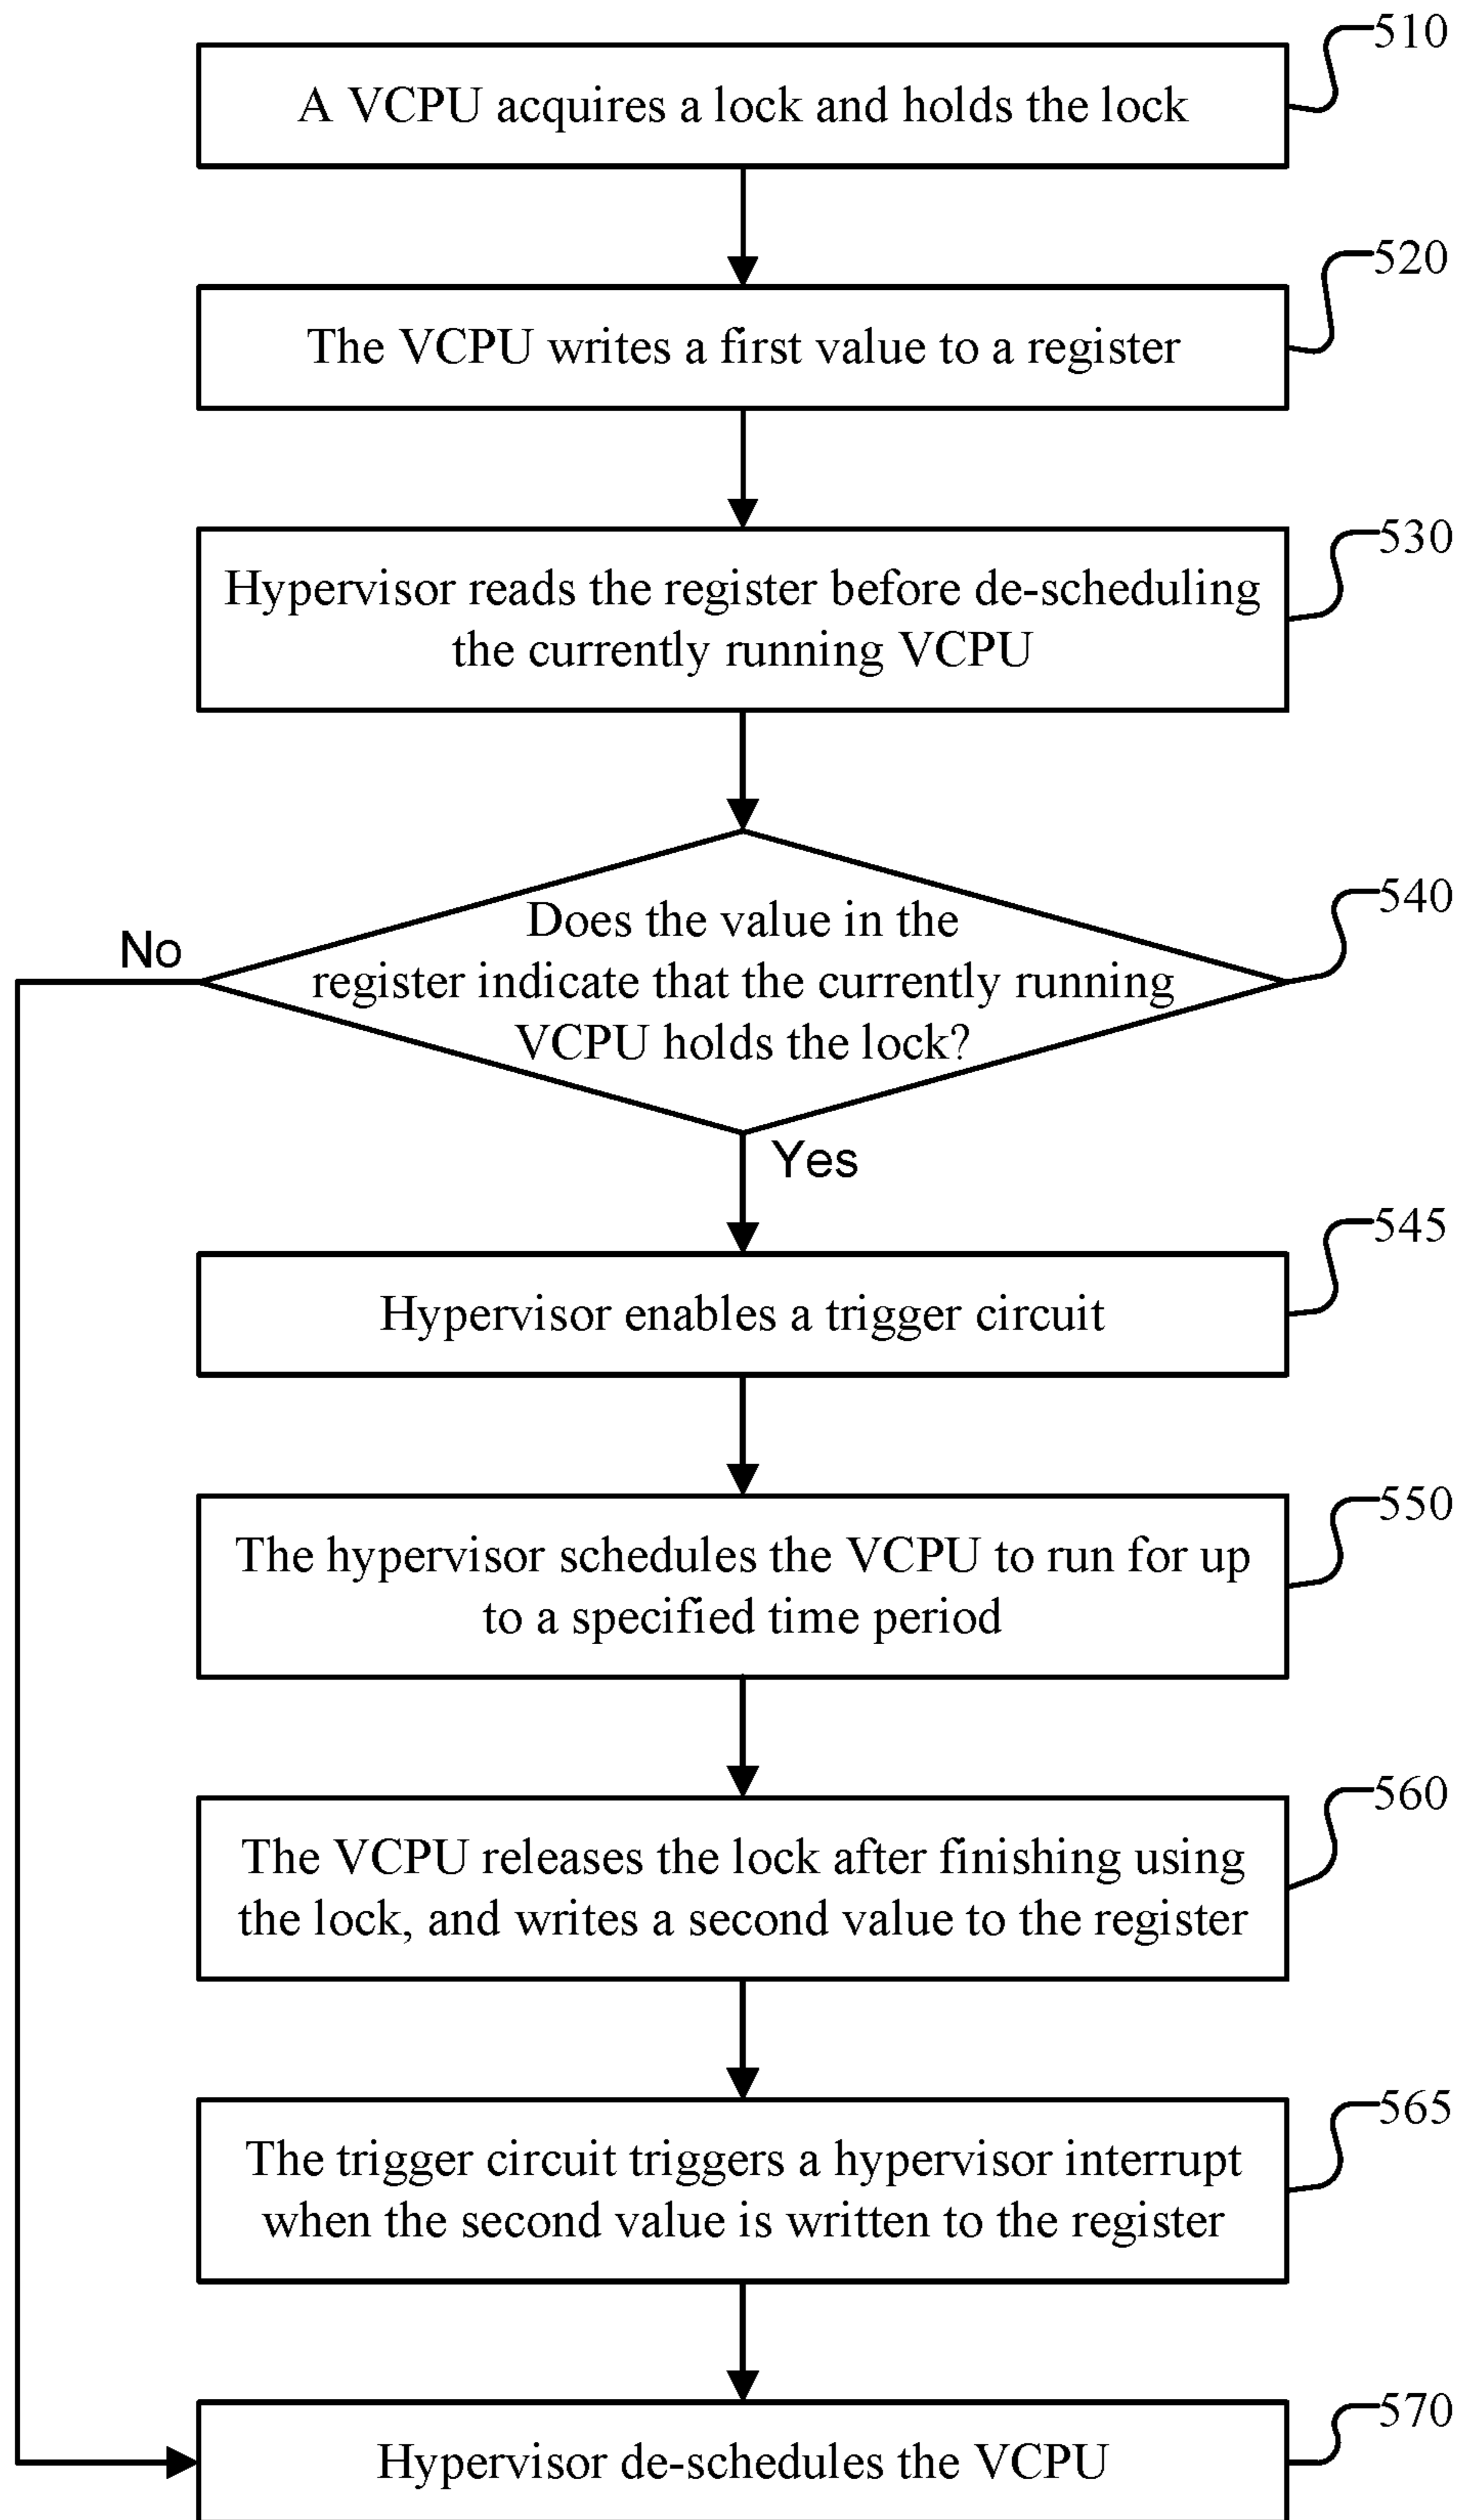 510
A VCPU acquires a lock and holds the lock
520
The VCPU writes a first value to a register
530
Hypervisor reads the register before de-scheduling
the currently running VCPU
540
No
Does the value in the
register indicate that the currently running
VCPU holds the lock?
Yes
545
Hypervisor enables a trigger circuit
550
The hypervisor schedules the VCPU to run for up
to a specified time period
560
The VCPU releases the lock after finishing using
the lock, and writes a second value to the register
565
The trigger circuit triggers a hypervisor interrupt
when the second value is written to the register
570
Hypervisor de-schedules the VCPU